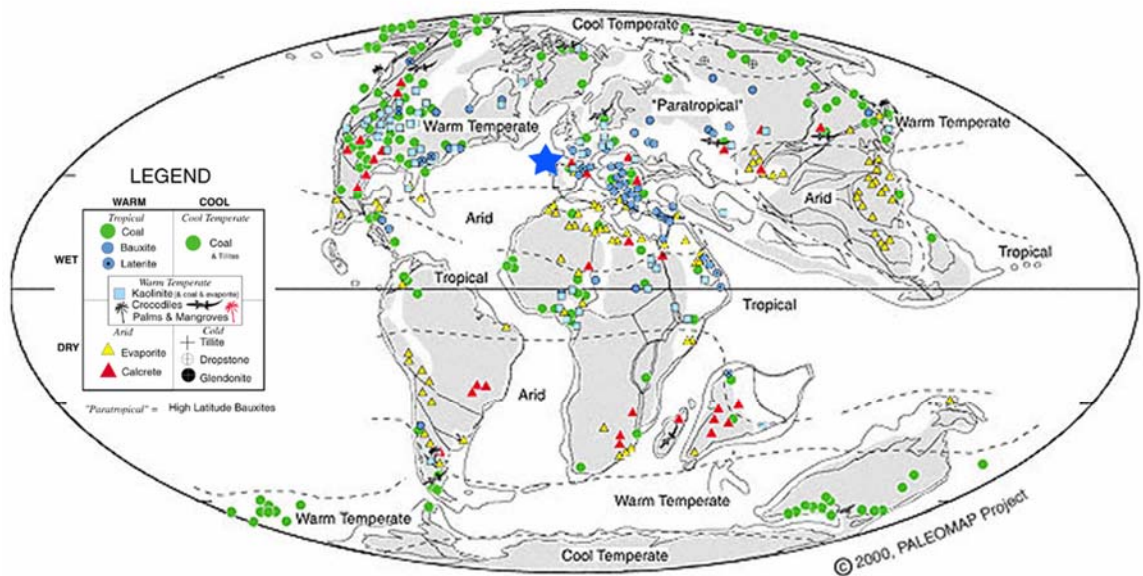 Cool Temperate
"Paratropical"
Warm Temperate
Warm Temperate
LEGEND
WARM
COOL
Tropical
Cool Temperate
Coal
Coal
& Tillites
Bauxite
Laterite
WET
Warm Temperate
Kaolinite (& coal & evaporite)
Crocodiles
Palms & Mangroves
DRY
Arid
Cold
Evaporite
Tillite
Dropstone
Calcrete
Glendonite
"Paratropical" = High Latitude Bauxites
Arid
Arid
Tropical
Tropical
Tropical
Arid
Warm Temperate
Warm Temperate
Cool Temperate
© 2000, PALEOMAP Project